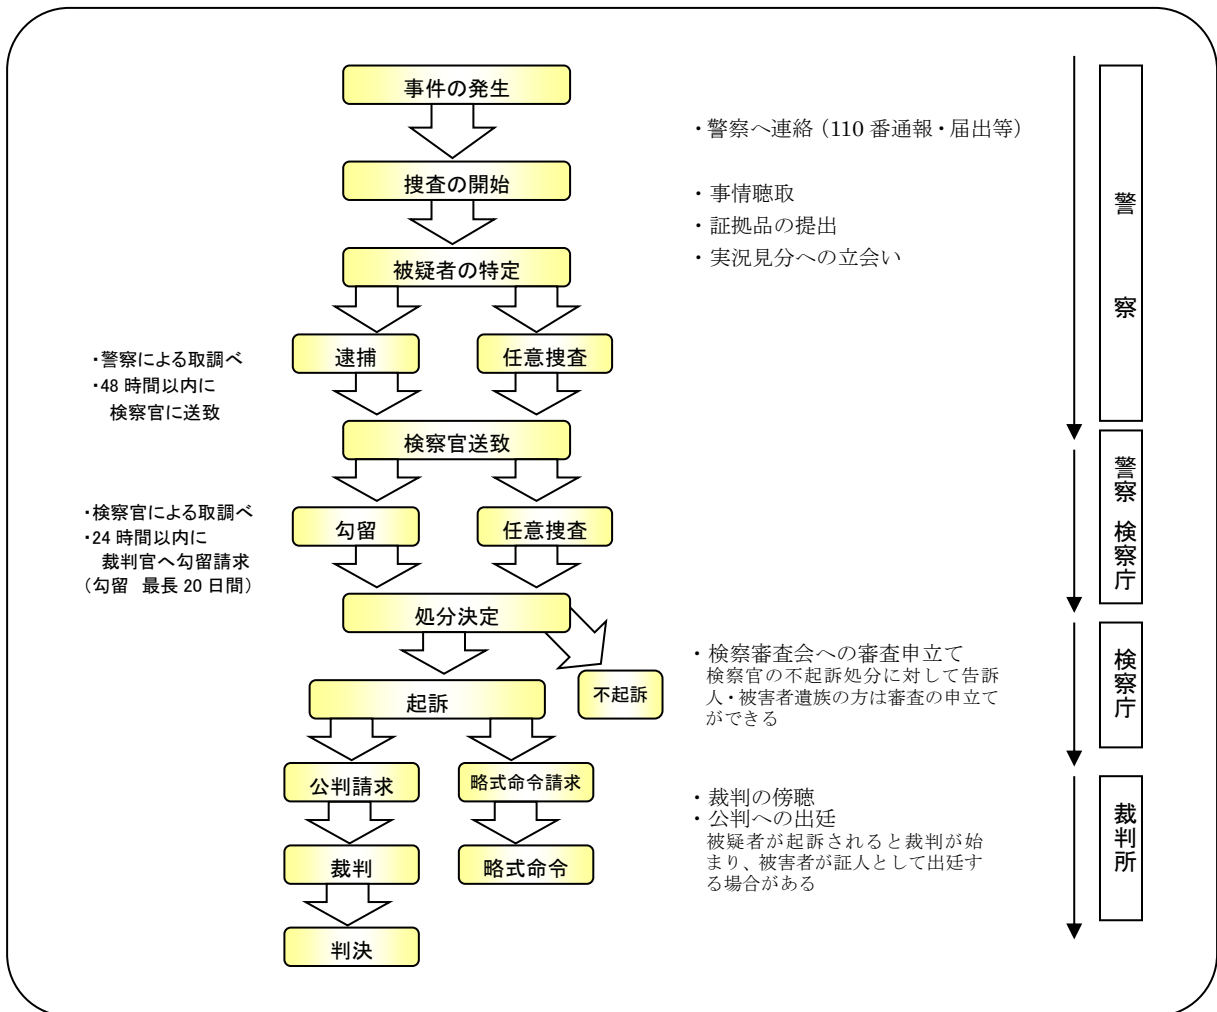 事件の発生
・警察へ連絡（110 番通報・届出等）
捜査の開始
・事情聴取
・証拠品の提出
・実況見分への立会い
被疑者の特定
逮捕
任意捜査
・警察による取調べ
・48 時間以内に
検察官に送致
検察官送致
・検察官による取調べ
・24 時間以内に
裁判官へ勾留請求
（勾留　最長 20 日間）
勾留
任意捜査
処分決定
不起訴
・検察審査会への審査申立て
検察官の不起訴処分に対して告訴
人・被害者遺族の方は審査の申立て
ができる
起訴
公判請求
略式命令請求
・裁判の傍聴
・公判への出廷
被疑者が起訴されると裁判が始
まり、被害者が証人として出廷す
る場合がある
裁判
略式命令
判決
警　察
警察　検察庁
検察庁
裁判所